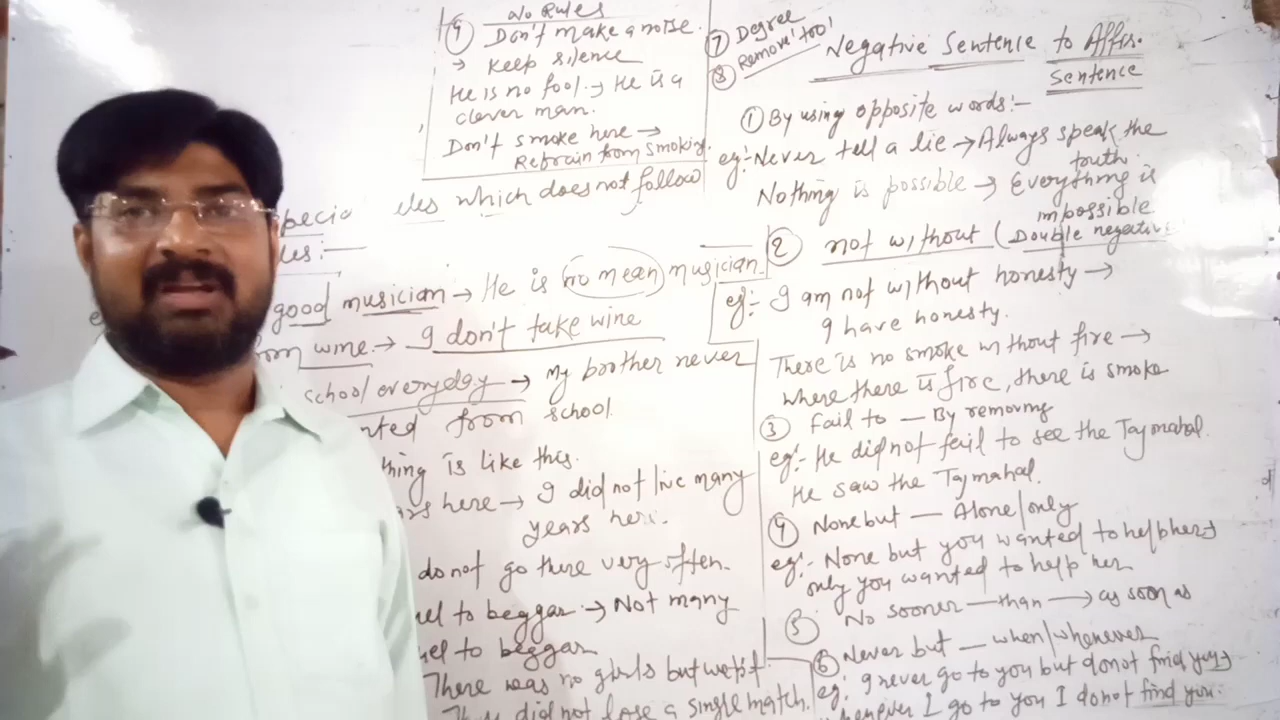 No Rules
9 Don't make a noise.
→ Keep silence
He is no fool. → He is a
clever man.
Don't smoke here →
Refrain from smoking.
which does not follow
good musician → He is no mean musician.
wine. → I don't take wine
school everyday → My brother never
from school.
thing is like this.
here → I did not live many
years here.
do not go there very often.
to beggar. → Not many
to beggar
There was no girls but wept
did not lose a single match.
7 Degree
8 Remove 'too'
Negative Sentence to Affir.
Sentence
① By using opposite words:-
eg:- Never tell a lie → Always speak the
truth.
Nothing is possible → Everything is
impossible.
2 not without (Double negative
eg:- I am not without honesty →
I have honesty.
There is no smoke without fire →
where there is fire, there is smoke
③ Fail to — By removing
eg:- He did not fail to see the Tajmahal.
He saw the Tajmahal.
④ None but — Alone/only
eg:- None but you wanted to help her→
only you wanted to help her
5 No sooner — than → as soon as
6 Never but — when/whenever
eg: I never go to you but do not find you→
whenever I go to you I do not find you.